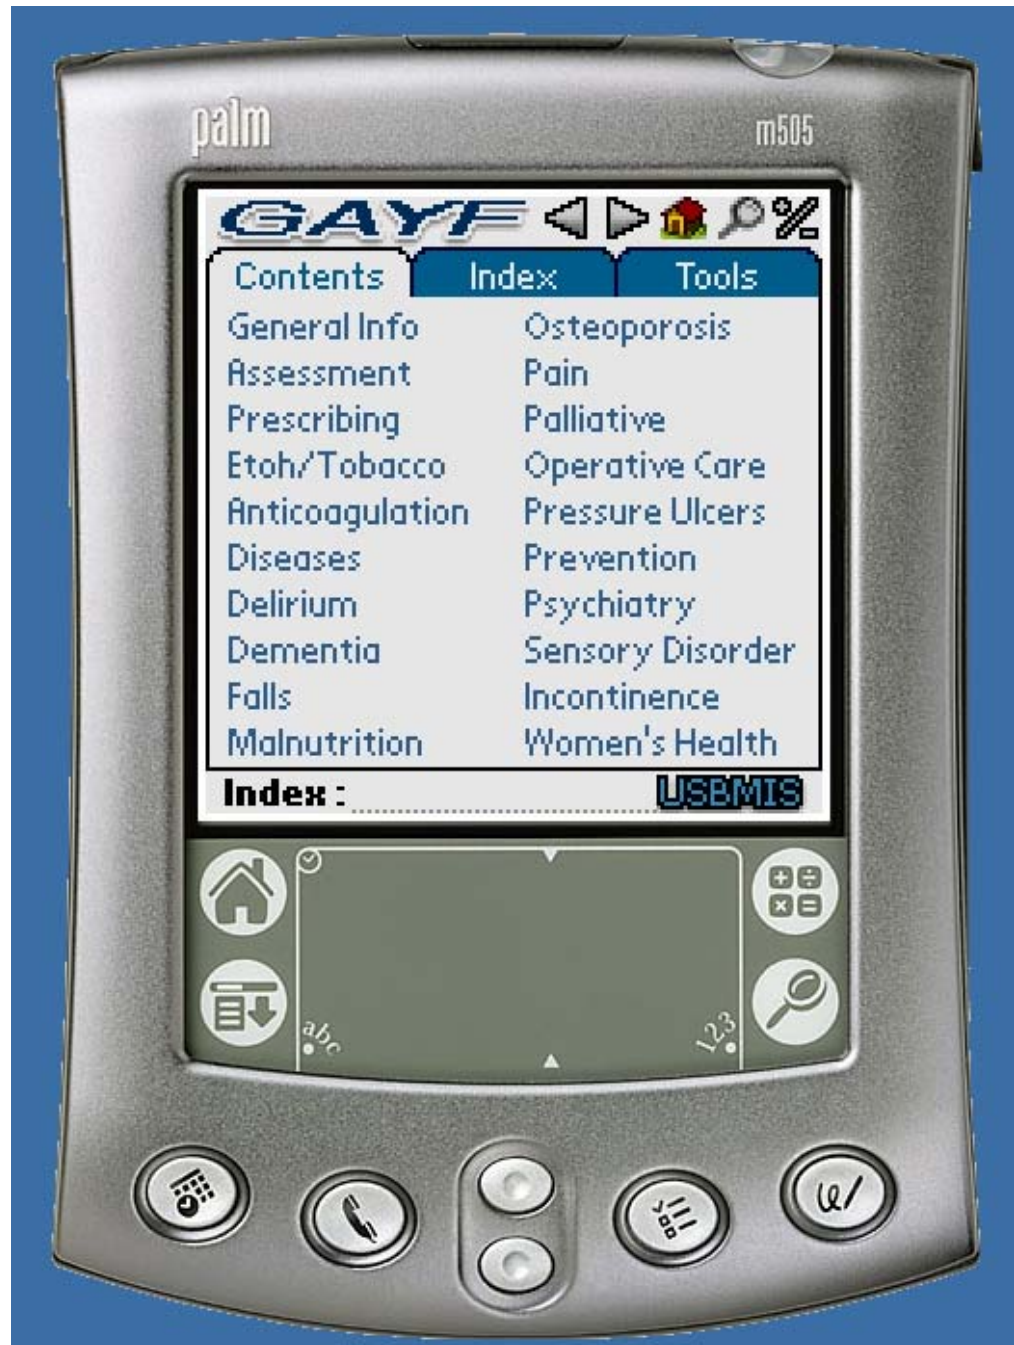 palm
m505
GAYF
Contents Index Tools
General Info Osteoporosis
Assessment Pain
Prescribing Palliative
Etoh/Tobacco Operative Care
Anticoagulation Pressure Ulcers
Diseases Prevention
Delirium Psychiatry
Dementia Sensory Disorder
Falls Incontinence
Malnutrition Women's Health
Index: USBMIS
abc 123